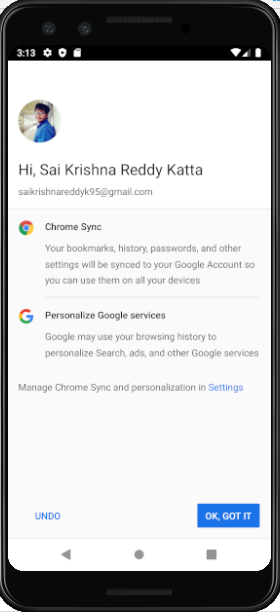 3:13
Hi, Sai Krishna Reddy Katta
saikrishnareddyk95@gmail.com
Chrome Sync
Your bookmarks, history, passwords, and other
settings will be synced to your Google Account so
you can use them on all your devices
Personalize Google services
Google may use your browsing history to
personalize Search, ads, and other Google services
Manage Chrome Sync and personalization in Settings
UNDO
OK, GOT IT